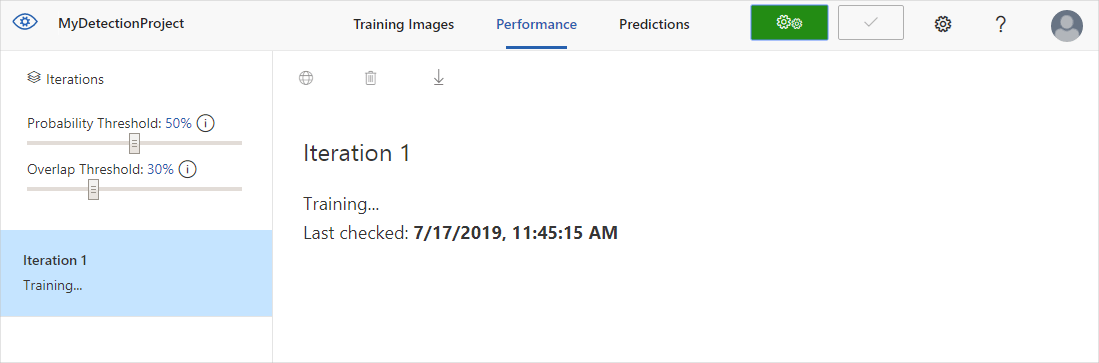 MyDetectionProject
Training Images
Performance
Predictions
?
Iterations
Probability Threshold: 50% i
Overlap Threshold: 30% i
Iteration 1
Training...
Iteration 1
Training...
Last checked: 7/17/2019, 11:45:15 AM